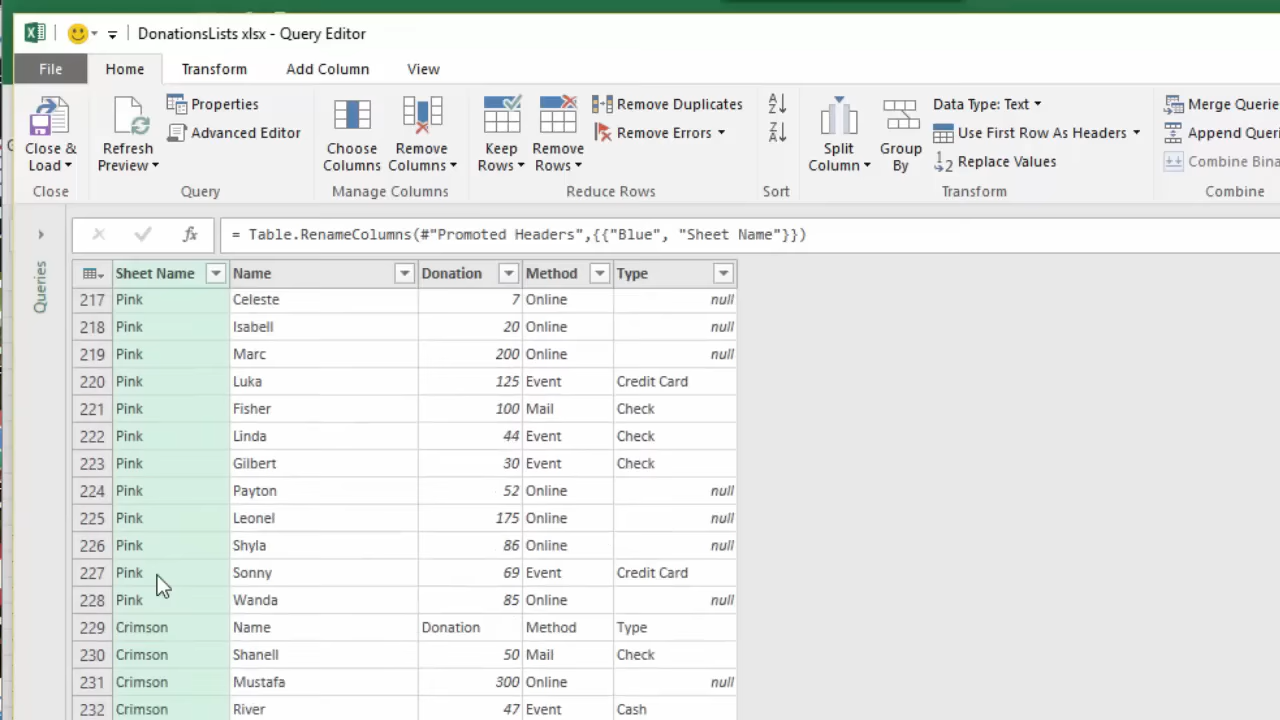 DonationsLists xlsx - Query Editor
File Home Transform Add Column View
Close & Load
Refresh Preview
Properties
Advanced Editor
Choose Columns
Remove Columns
Keep Rows
Remove Rows
Remove Duplicates
Remove Errors
Split Column
Group By
Data Type: Text
Use First Row As Headers
Replace Values
Merge Querie
Append Queri
Combine Bina
Close Query Manage Columns Reduce Rows Sort Transform Combine
fx = Table.RenameColumns(#"Promoted Headers",{{"Blue", "Sheet Name"}})
Queries
Sheet Name Name Donation Method Type
217 Pink Celeste 7 Online null
218 Pink Isabell 20 Online null
219 Pink Marc 200 Online null
220 Pink Luka 125 Event Credit Card
221 Pink Fisher 100 Mail Check
222 Pink Linda 44 Event Check
223 Pink Gilbert 30 Event Check
224 Pink Payton 52 Online null
225 Pink Leonel 175 Online null
226 Pink Shyla 86 Online null
227 Pink Sonny 69 Event Credit Card
228 Pink Wanda 85 Online null
229 Crimson Name Donation Method Type
230 Crimson Shanell 50 Mail Check
231 Crimson Mustafa 300 Online null
232 Crimson River 47 Event Cash